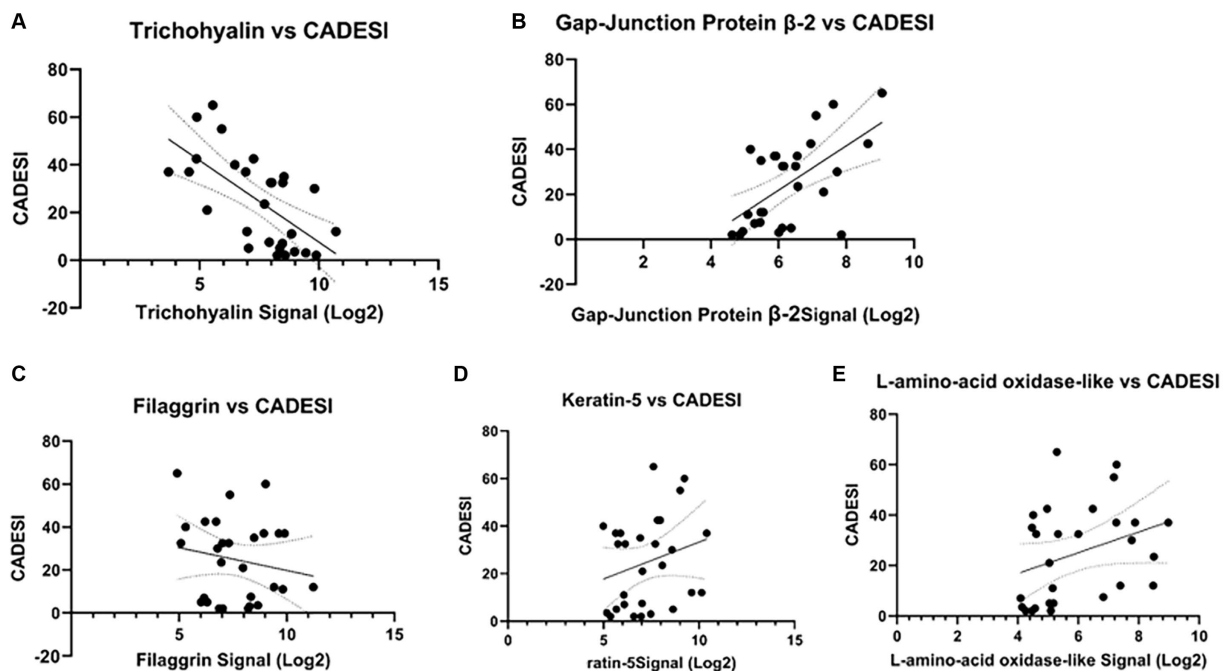 A
Trichohyalin vs CADESI
80
60
40
20
0
-20
5
10
15
CADESI
Trichohyalin Signal (Log2)
B
Gap-Junction Protein β-2 vs CADESI
80
60
40
20
0
-20
2
4
6
8
10
CADESI
Gap-Junction Protein β-2Signal (Log2)
C
Filaggrin vs CADESI
80
60
40
20
0
0
5
10
15
CADESI
Filaggrin Signal (Log2)
D
Keratin-5 vs CADESI
80
60
40
20
0
0
5
10
15
CADESI
ratin-5Signal (Log2)
E
L-amino-acid oxidase-like vs CADESI
80
60
40
20
0
0
2
4
6
8
10
CADESI
L-amino-acid oxidase-like Signal (Log2)